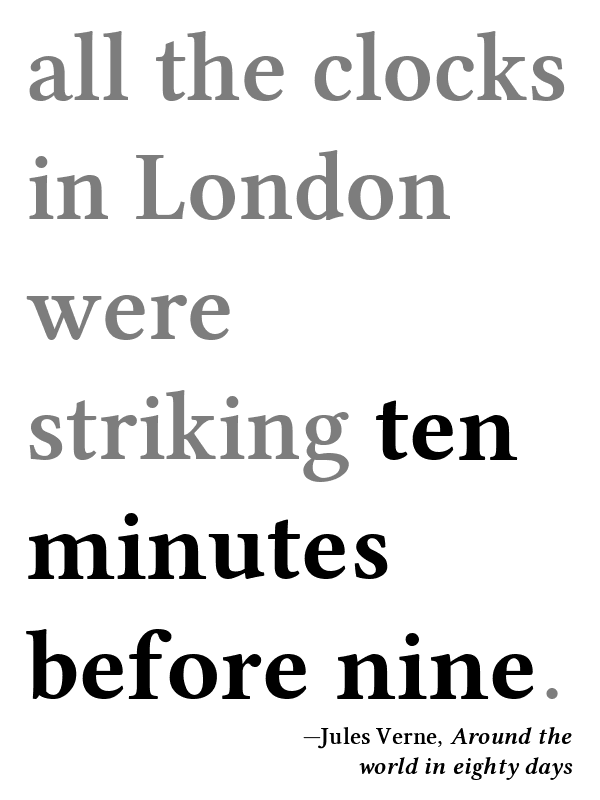 all the clocks
in London
were
striking ten
minutes
before nine.
—Jules Verne, Around the
world in eighty days